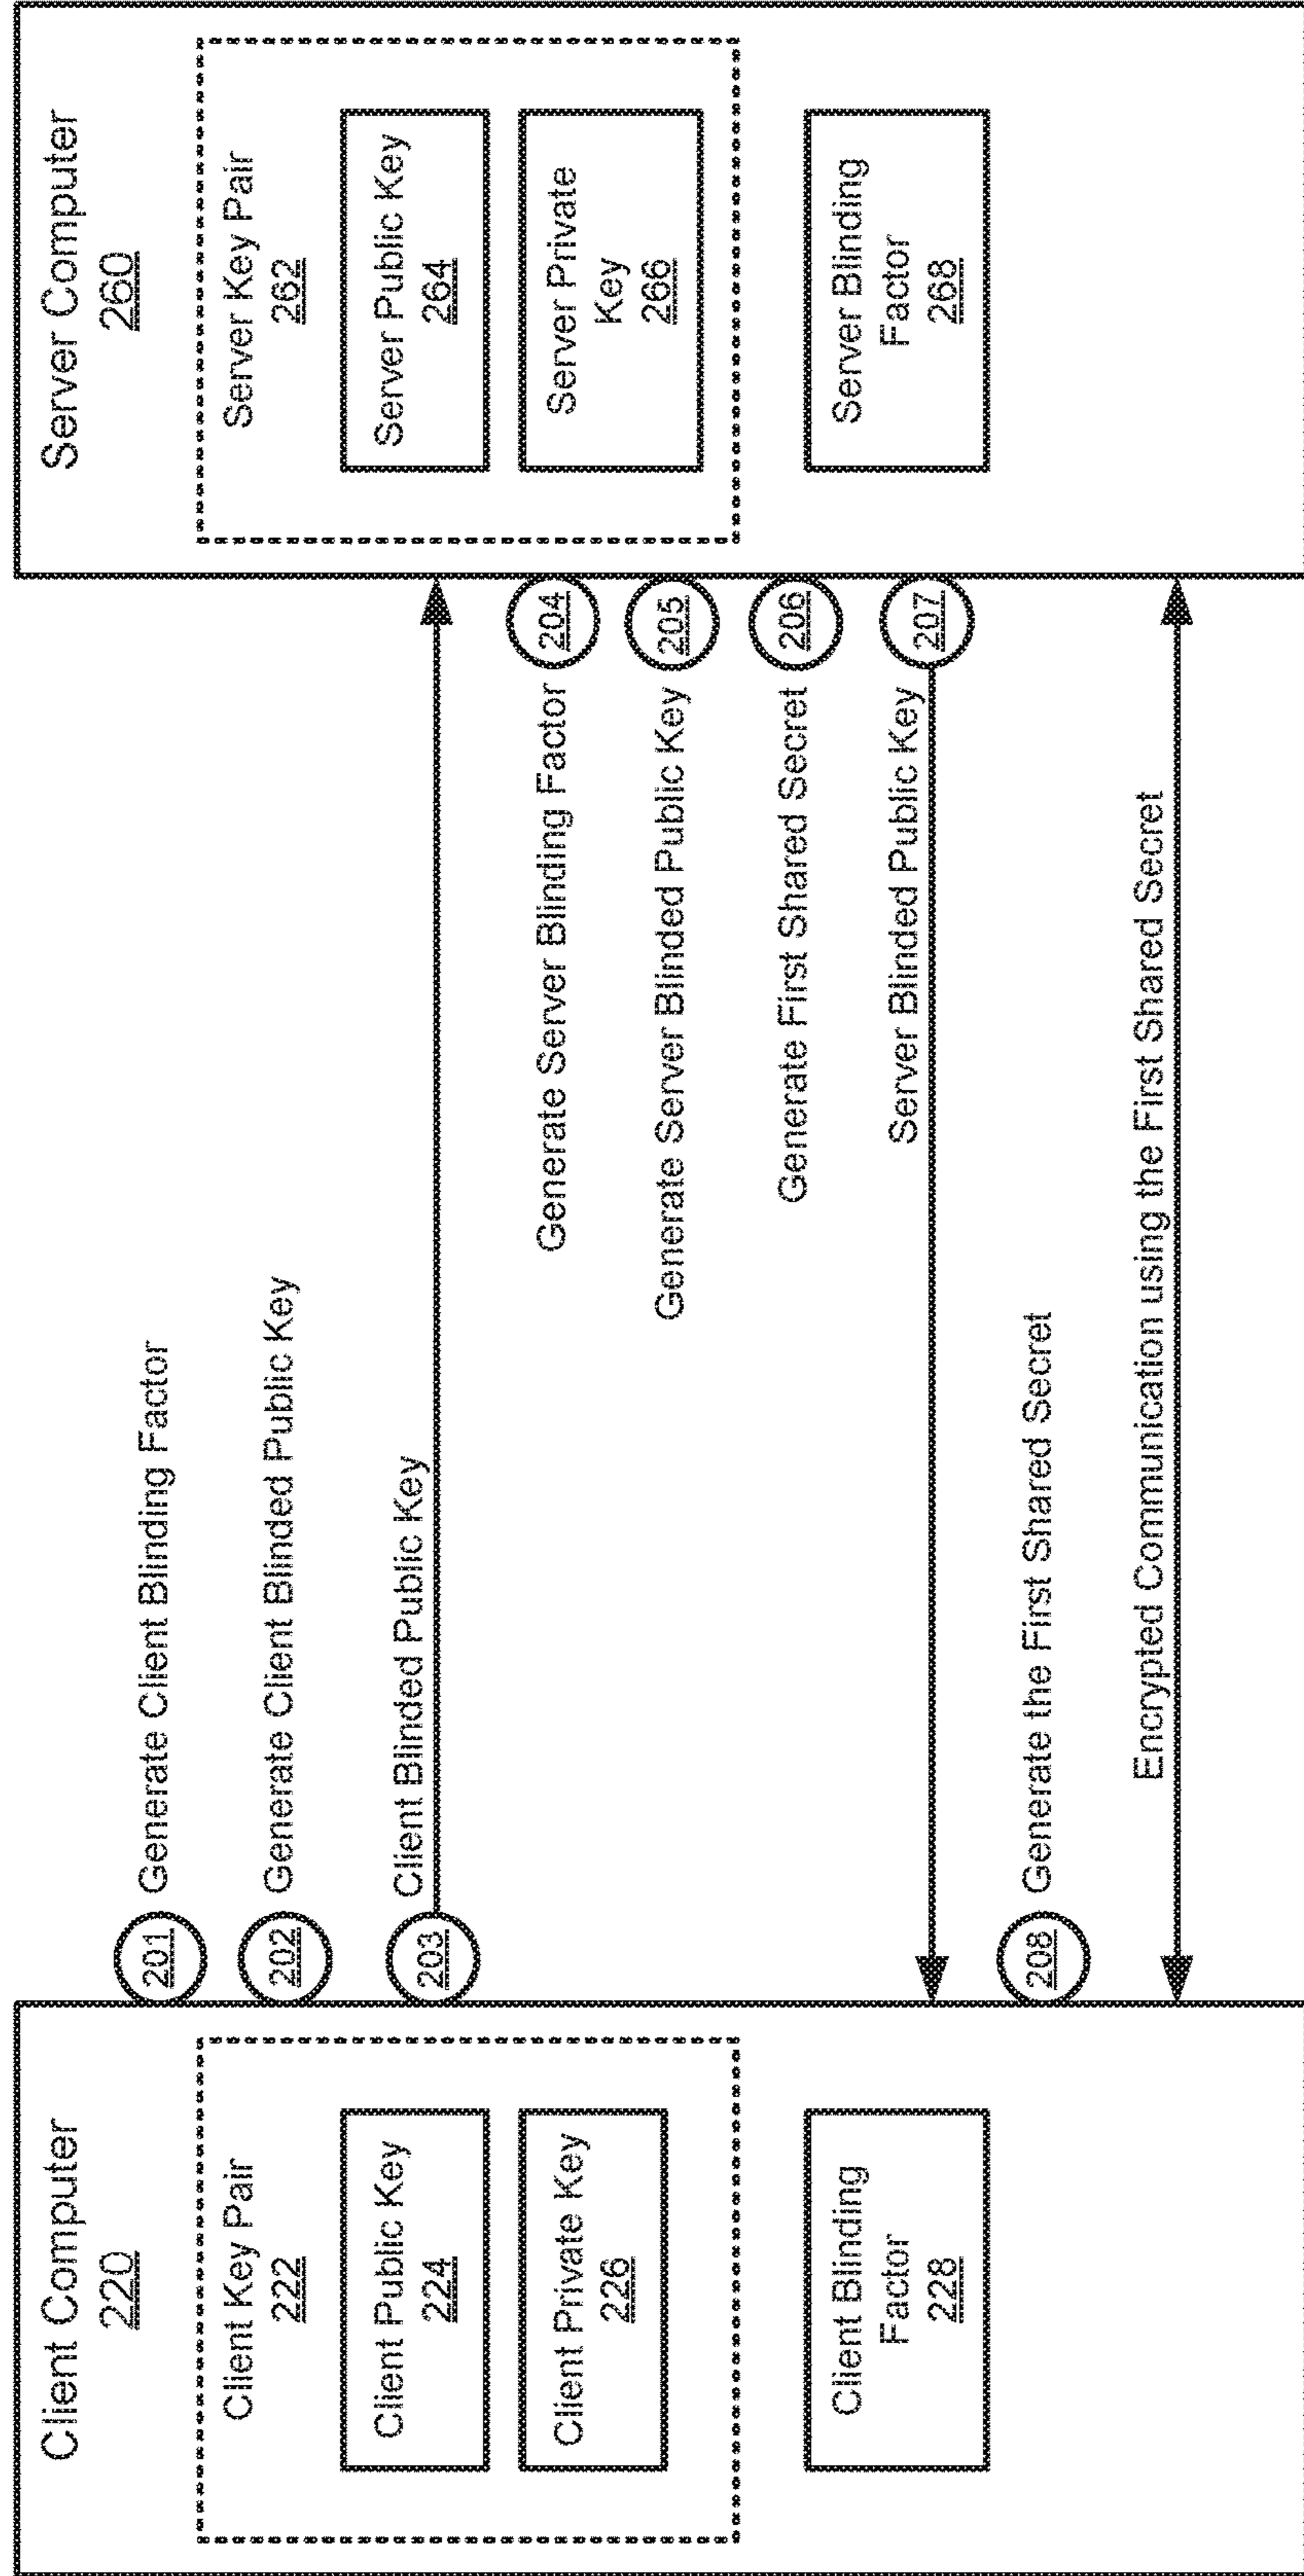 Client Computer
220
Client Key Pair
222
Client Public Key
224
Client Private Key
226
Client Blinding
Factor
228
201 Generate Client Blinding Factor
202 Generate Client Blinded Public Key
203 Client Blinded Public Key
Generate Server Blinding Factor 204
Generate Server Blinded Public Key 205
Generate First Shared Secret 206
Server Blinded Public Key 207
208 Generate the First Shared Secret
Encrypted Communication using the First Shared Secret
Server Computer
260
Server Key Pair
262
Server Public Key
264
Server Private
Key
266
Server Blinding
Factor
268